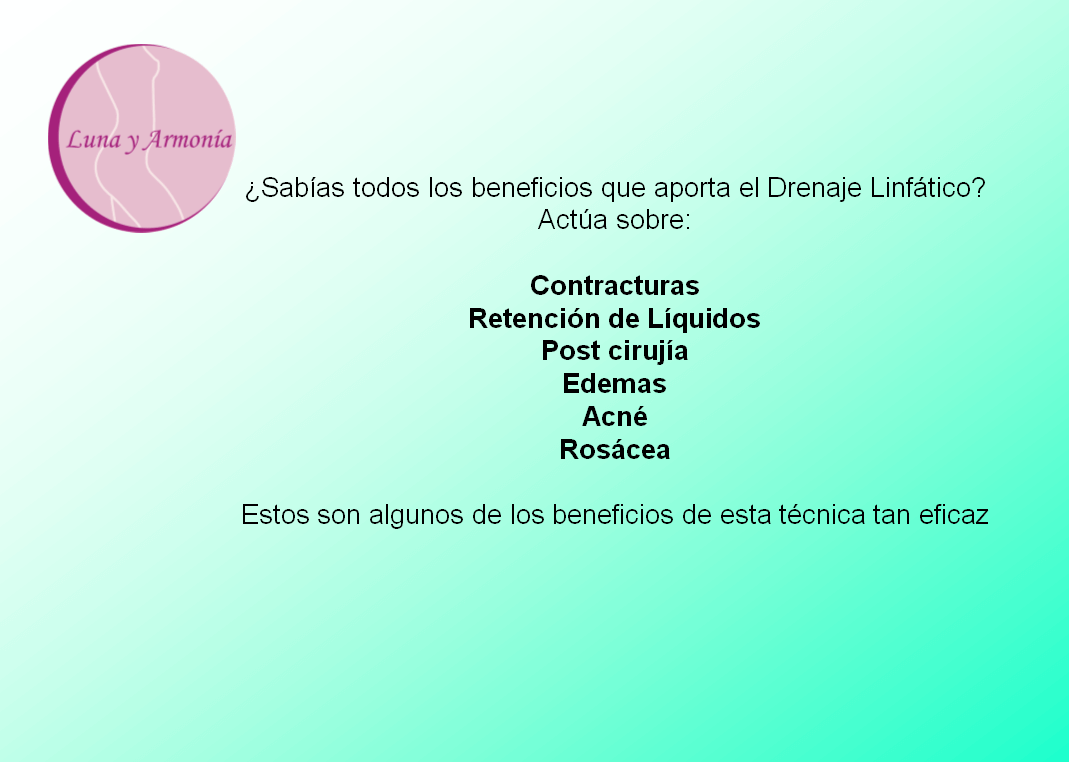 Luna y Armonía
¿Sabías todos los beneficios que aporta el Drenaje Linfático?
Actúa sobre:
Contracturas
Retención de Líquidos
Post cirujía
Edemas
Acné
Rosácea
Estos son algunos de los beneficios de esta técnica tan eficaz